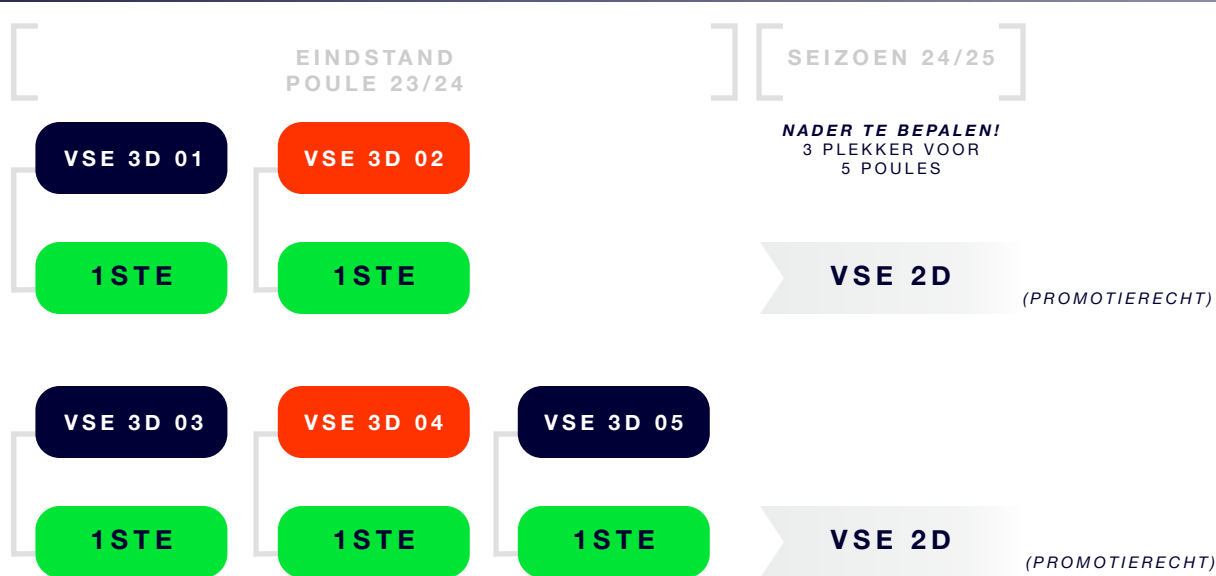 EINDSTAND
POULE 23/24
SEIZOEN 24/25
NADER TE BEPALEN!
3 PLEKKER VOOR
5 POULES
VSE 3D 01
VSE 3D 02
1STE
1STE
VSE 2D
(PROMOTIERECHT)
VSE 3D 03
VSE 3D 04
VSE 3D 05
1STE
1STE
1STE
VSE 2D
(PROMOTIERECHT)